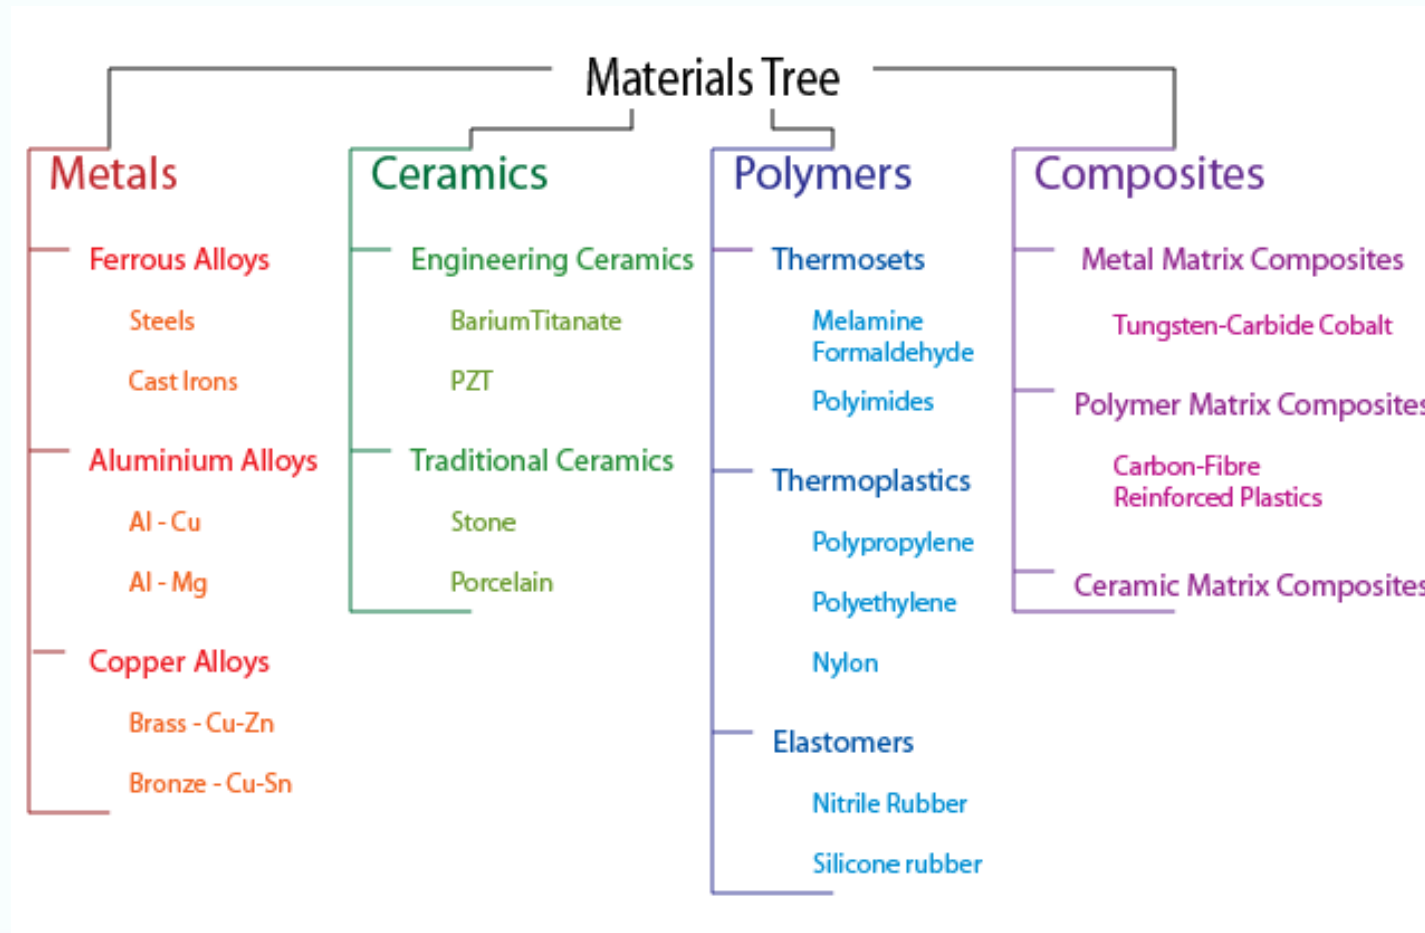 Materials Tree
Metals
Ferrous Alloys
Steels
Cast Irons
Aluminium Alloys
Al - Cu
Al - Mg
Copper Alloys
Brass - Cu-Zn
Bronze - Cu-Sn
Ceramics
Engineering Ceramics
BariumTitanate
PZT
Traditional Ceramics
Stone
Porcelain
Polymers
Thermosets
Melamine
Formaldehyde
Polyimides
Thermoplastics
Polypropylene
Polyethylene
Nylon
Elastomers
Nitrile Rubber
Silicone rubber
Composites
Metal Matrix Composites
Tungsten-Carbide Cobalt
Polymer Matrix Composites
Carbon-Fibre
Reinforced Plastics
Ceramic Matrix Composites